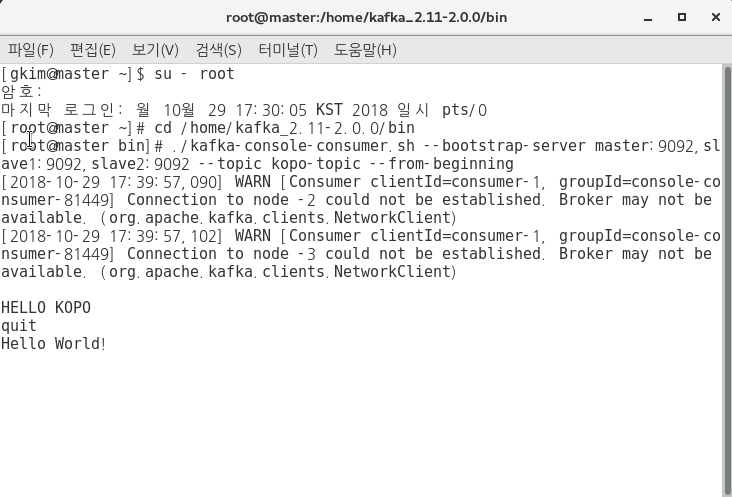 root@master:/home/kafka_2.11-2.0.0/bin
파일(F) 편집(E) 보기(V) 검색(S) 터미널(T) 도움말(H)
[gkim@master ~]$ su - root
암호:
마지막 로그인: 월 10월 29 17:30:05 KST 2018 일시 pts/0
[root@master ~]# cd /home/kafka_2.11-2.0.0/bin
[root@master bin]# ./kafka-console-consumer.sh --bootstrap-server master:9092,sl
ave1:9092,slave2:9092 --topic kopo-topic --from-beginning
[2018-10-29 17:39:57,090] WARN [Consumer clientId=consumer-1, groupId=console-co
nsumer-81449] Connection to node -2 could not be established. Broker may not be
available. (org.apache.kafka.clients.NetworkClient)
[2018-10-29 17:39:57,102] WARN [Consumer clientId=consumer-1, groupId=console-co
nsumer-81449] Connection to node -3 could not be established. Broker may not be
available. (org.apache.kafka.clients.NetworkClient)
HELLO KOPO
quit
Hello World!